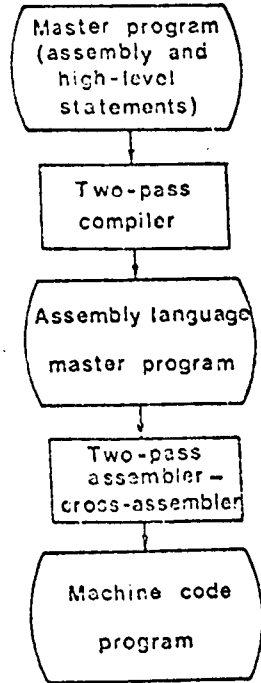 Master program
(assembly and
high-level
statements)
Two-pass
compiler
Assembly language
master program
Two-pass
assembler-
cross-assembler
Machine code
program